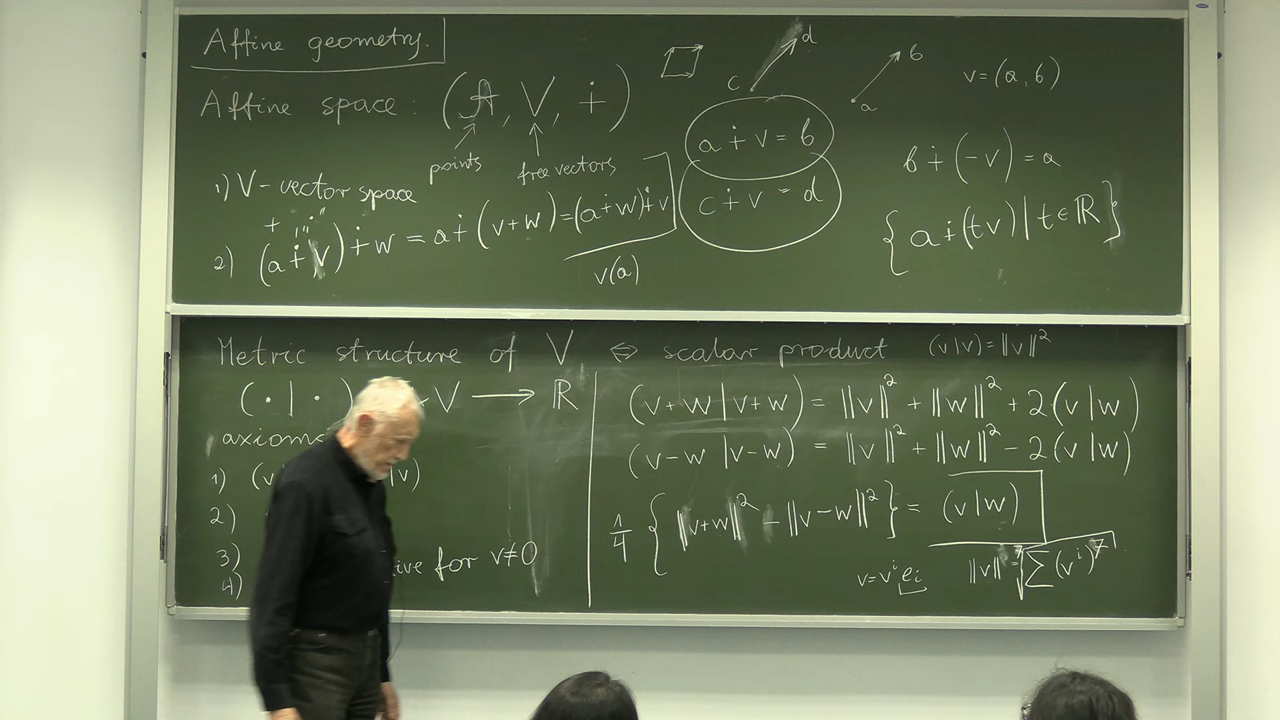 Affine geometry.
Affine space: (A, V, ∔)
points
free vectors
1) V - vector space
+ "∔"
2) (a ∔ v) ∔ w = a ∔ (v+w) = (a ∔ w) ∔ v
v(a)
c
d
a ∔ v = b
c ∔ v = d
a
b
v = (a, b)
b ∔ (-v) = a
{ a ∔ (tv) | t ∈ ℝ }
Metric structure of V ⇔ scalar product (v|v) = ||v||²
(· | ·) V → ℝ
1) (v |v)
2)
3) for v≠0
4)
(v+w | v+w) = ||v||² + ||w||² + 2(v|w)
(v-w | v-w) = ||v||² + ||w||² - 2(v|w)
1/4 { ||v+w||² - ||v-w||² } = (v|w)
v = vⁱeᵢ